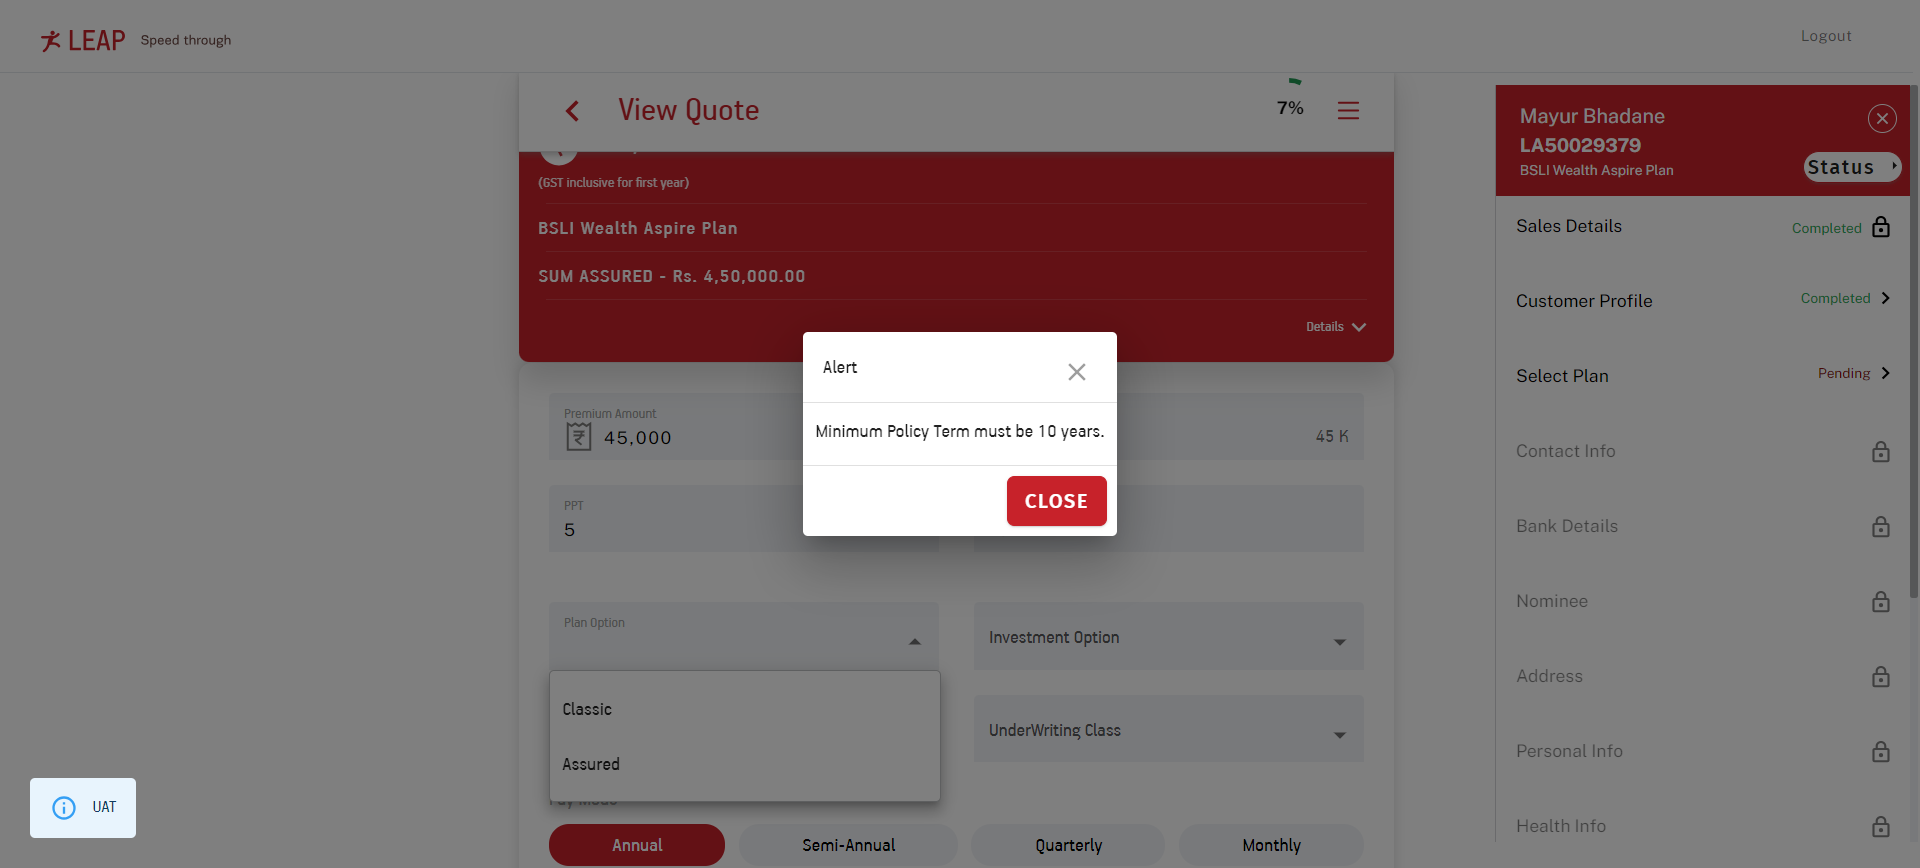 LEAP Speed through
Logout
View Quote
7%
(GST inclusive for first year)
BSLI Wealth Aspire Plan
SUM ASSURED - Rs. 4,50,000.00
Details
Alert
Minimum Policy Term must be 10 years.
CLOSE
Premium Amount
45,000
45 K
PPT
5
Plan Option
Classic
Assured
Investment Option
UnderWriting Class
Pay Mode
Annual
Semi-Annual
Quarterly
Monthly
Mayur Bhadane
LA50029379
BSLI Wealth Aspire Plan
Status
Sales Details Completed
Customer Profile Completed
Select Plan Pending
Contact Info
Bank Details
Nominee
Address
Personal Info
Health Info
UAT